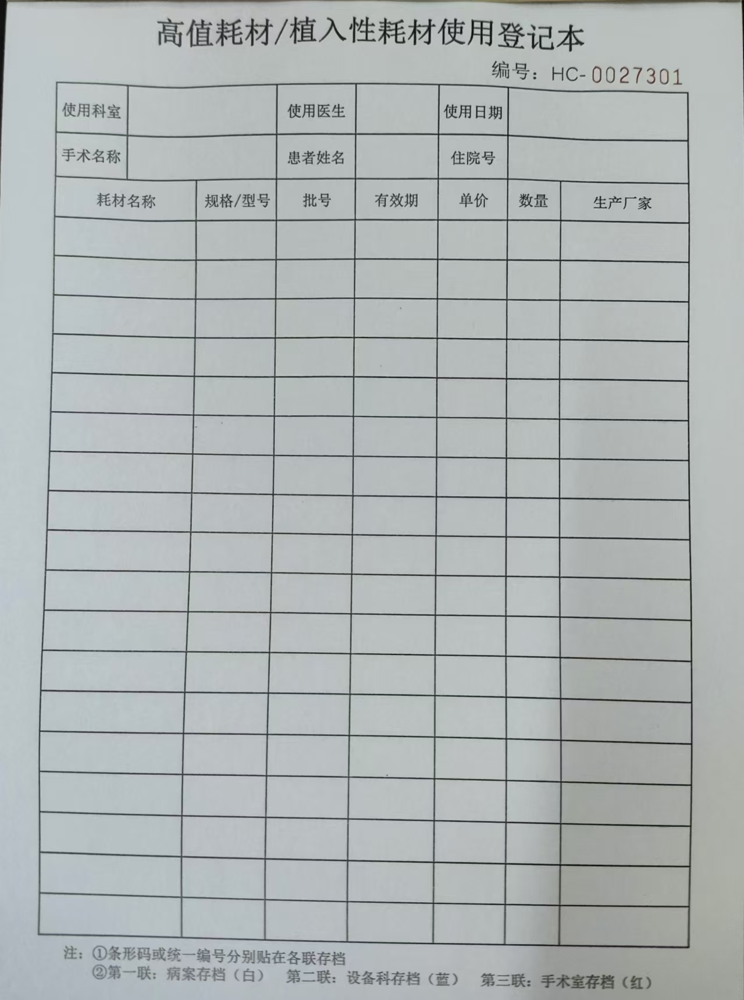 高值耗材/植入性耗材使用登记本
编号：HC-0027301
使用科室 使用医生 使用日期
手术名称 患者姓名 住院号
耗材名称 规格/型号 批号 有效期 单价 数量 生产厂家
注：①条形码或统一编号分别贴在各联存档
②第一联：病案存档（白） 第二联：设备科存档（蓝） 第三联：手术室存档（红）